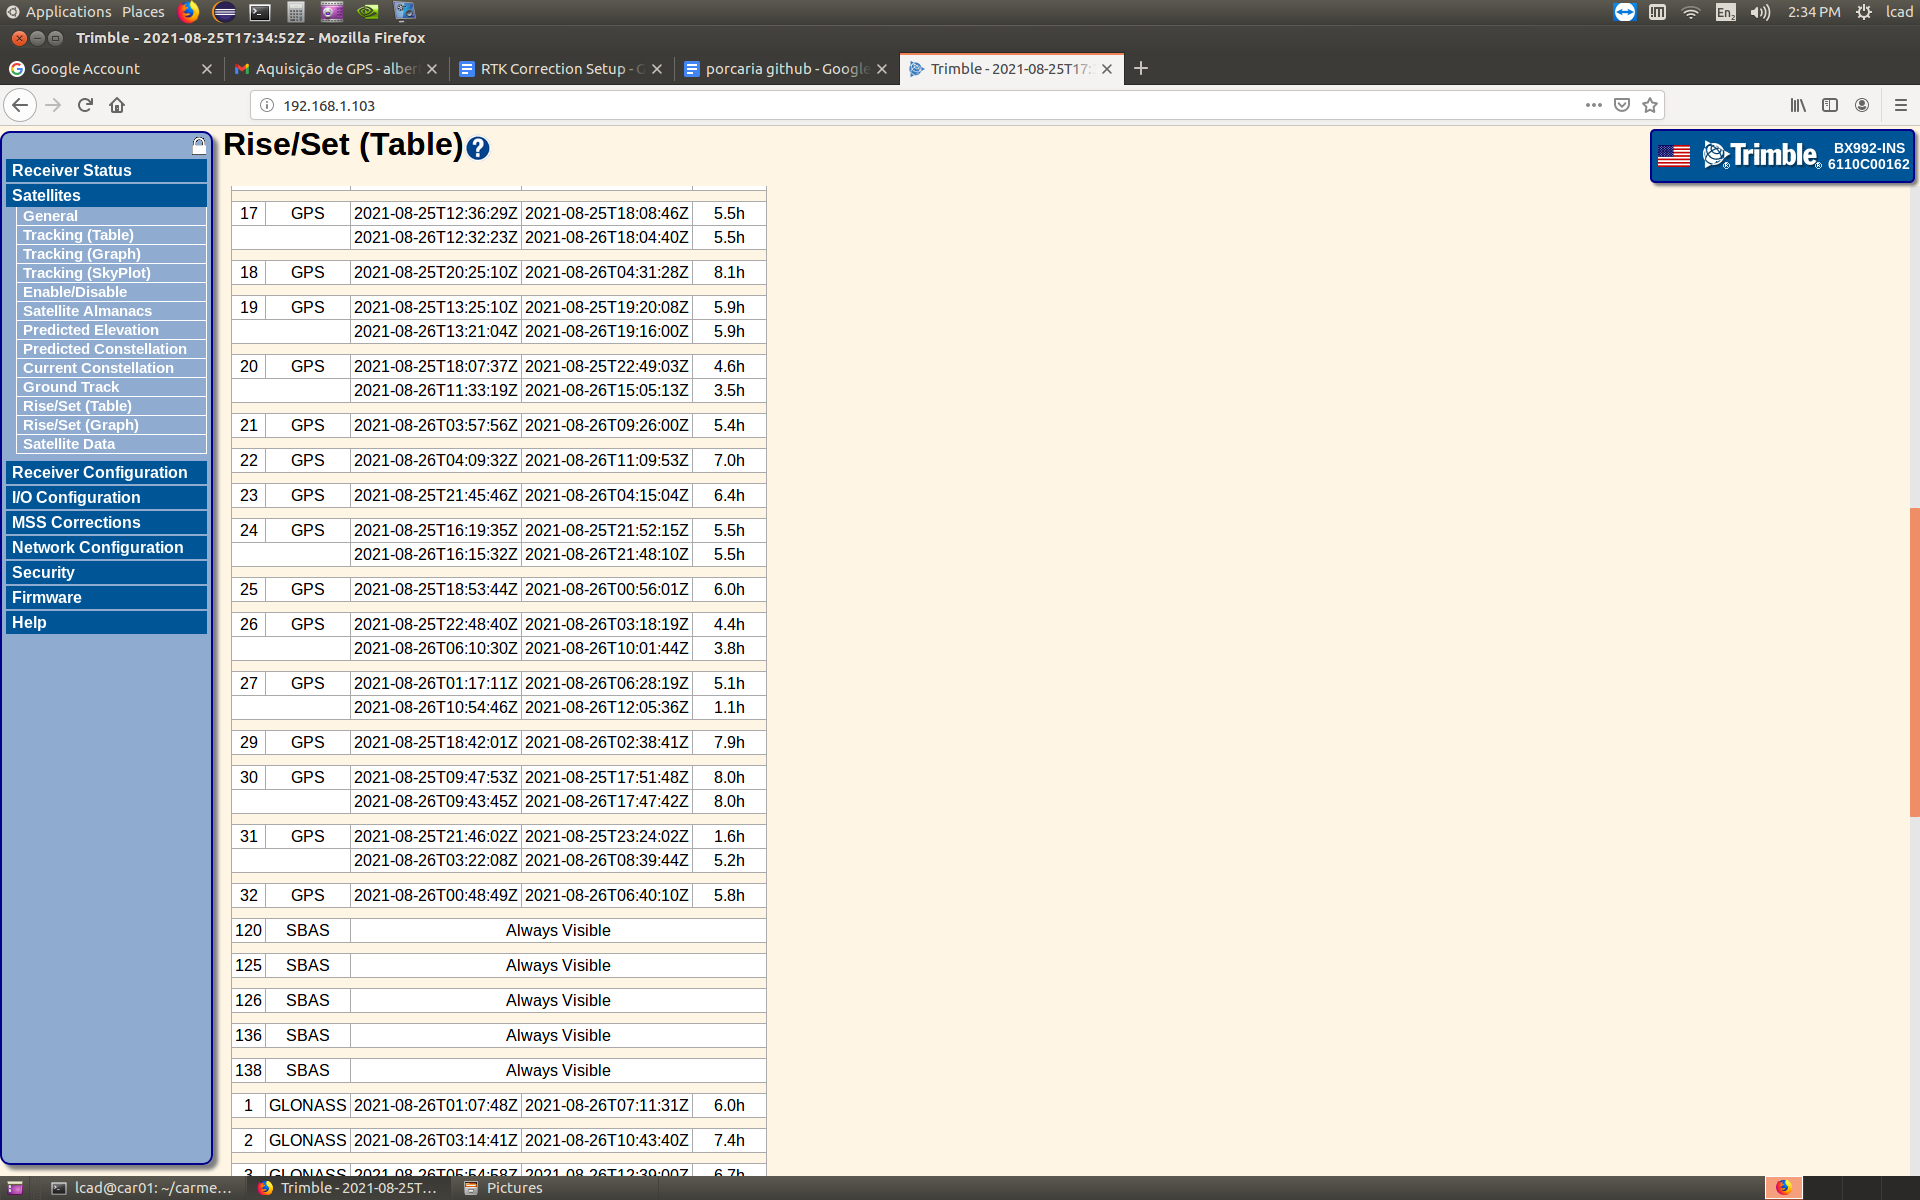 Applications Places
En2
2:34 PM lcad
Trimble - 2021-08-25T17:34:52Z - Mozilla Firefox
Google Account
Aquisição de GPS - alber
RTK Correction Setup - G
porcaria github - Google
Trimble - 2021-08-25T17:
192.168.1.103
Receiver Status
Satellites
General
Tracking (Table)
Tracking (Graph)
Tracking (SkyPlot)
Enable/Disable
Satellite Almanacs
Predicted Elevation
Predicted Constellation
Current Constellation
Ground Track
Rise/Set (Table)
Rise/Set (Graph)
Satellite Data
Receiver Configuration
I/O Configuration
MSS Corrections
Network Configuration
Security
Firmware
Help
Rise/Set (Table)?
Trimble
BX992-INS
6110C00162
17 GPS 2021-08-25T12:36:29Z 2021-08-25T18:08:46Z 5.5h
2021-08-26T12:32:23Z 2021-08-26T18:04:40Z 5.5h
18 GPS 2021-08-25T20:25:10Z 2021-08-26T04:31:28Z 8.1h
19 GPS 2021-08-25T13:25:10Z 2021-08-25T19:20:08Z 5.9h
2021-08-26T13:21:04Z 2021-08-26T19:16:00Z 5.9h
20 GPS 2021-08-25T18:07:37Z 2021-08-25T22:49:03Z 4.6h
2021-08-26T11:33:19Z 2021-08-26T15:05:13Z 3.5h
21 GPS 2021-08-26T03:57:56Z 2021-08-26T09:26:00Z 5.4h
22 GPS 2021-08-26T04:09:32Z 2021-08-26T11:09:53Z 7.0h
23 GPS 2021-08-25T21:45:46Z 2021-08-26T04:15:04Z 6.4h
24 GPS 2021-08-25T16:19:35Z 2021-08-25T21:52:15Z 5.5h
2021-08-26T16:15:32Z 2021-08-26T21:48:10Z 5.5h
25 GPS 2021-08-25T18:53:44Z 2021-08-26T00:56:01Z 6.0h
26 GPS 2021-08-25T22:48:40Z 2021-08-26T03:18:19Z 4.4h
2021-08-26T06:10:30Z 2021-08-26T10:01:44Z 3.8h
27 GPS 2021-08-26T01:17:11Z 2021-08-26T06:28:19Z 5.1h
2021-08-26T10:54:46Z 2021-08-26T12:05:36Z 1.1h
29 GPS 2021-08-25T18:42:01Z 2021-08-26T02:38:41Z 7.9h
30 GPS 2021-08-25T09:47:53Z 2021-08-25T17:51:48Z 8.0h
2021-08-26T09:43:45Z 2021-08-26T17:47:42Z 8.0h
31 GPS 2021-08-25T21:46:02Z 2021-08-25T23:24:02Z 1.6h
2021-08-26T03:22:08Z 2021-08-26T08:39:44Z 5.2h
32 GPS 2021-08-26T00:48:49Z 2021-08-26T06:40:10Z 5.8h
120 SBAS Always Visible
125 SBAS Always Visible
126 SBAS Always Visible
136 SBAS Always Visible
138 SBAS Always Visible
1 GLONASS 2021-08-26T01:07:48Z 2021-08-26T07:11:31Z 6.0h
2 GLONASS 2021-08-26T03:14:41Z 2021-08-26T10:43:40Z 7.4h
3 GLONASS 2021-08-26T05:54:58Z 2021-08-26T12:39:00Z 6.7h
lcad@car01: ~/carme...
Trimble - 2021-08-25T...
Pictures